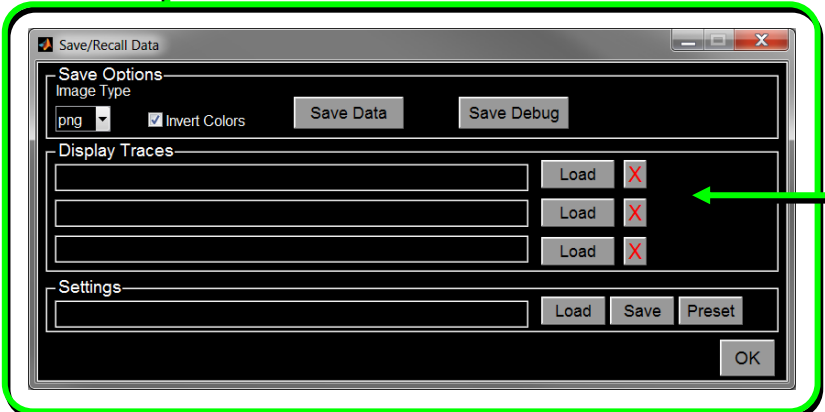 Save/Recall Data
Save Options
Image Type
png Invert Colors Save Data Save Debug
Display Traces
Load X
Load X
Load X
Settings
Load Save Preset
OK